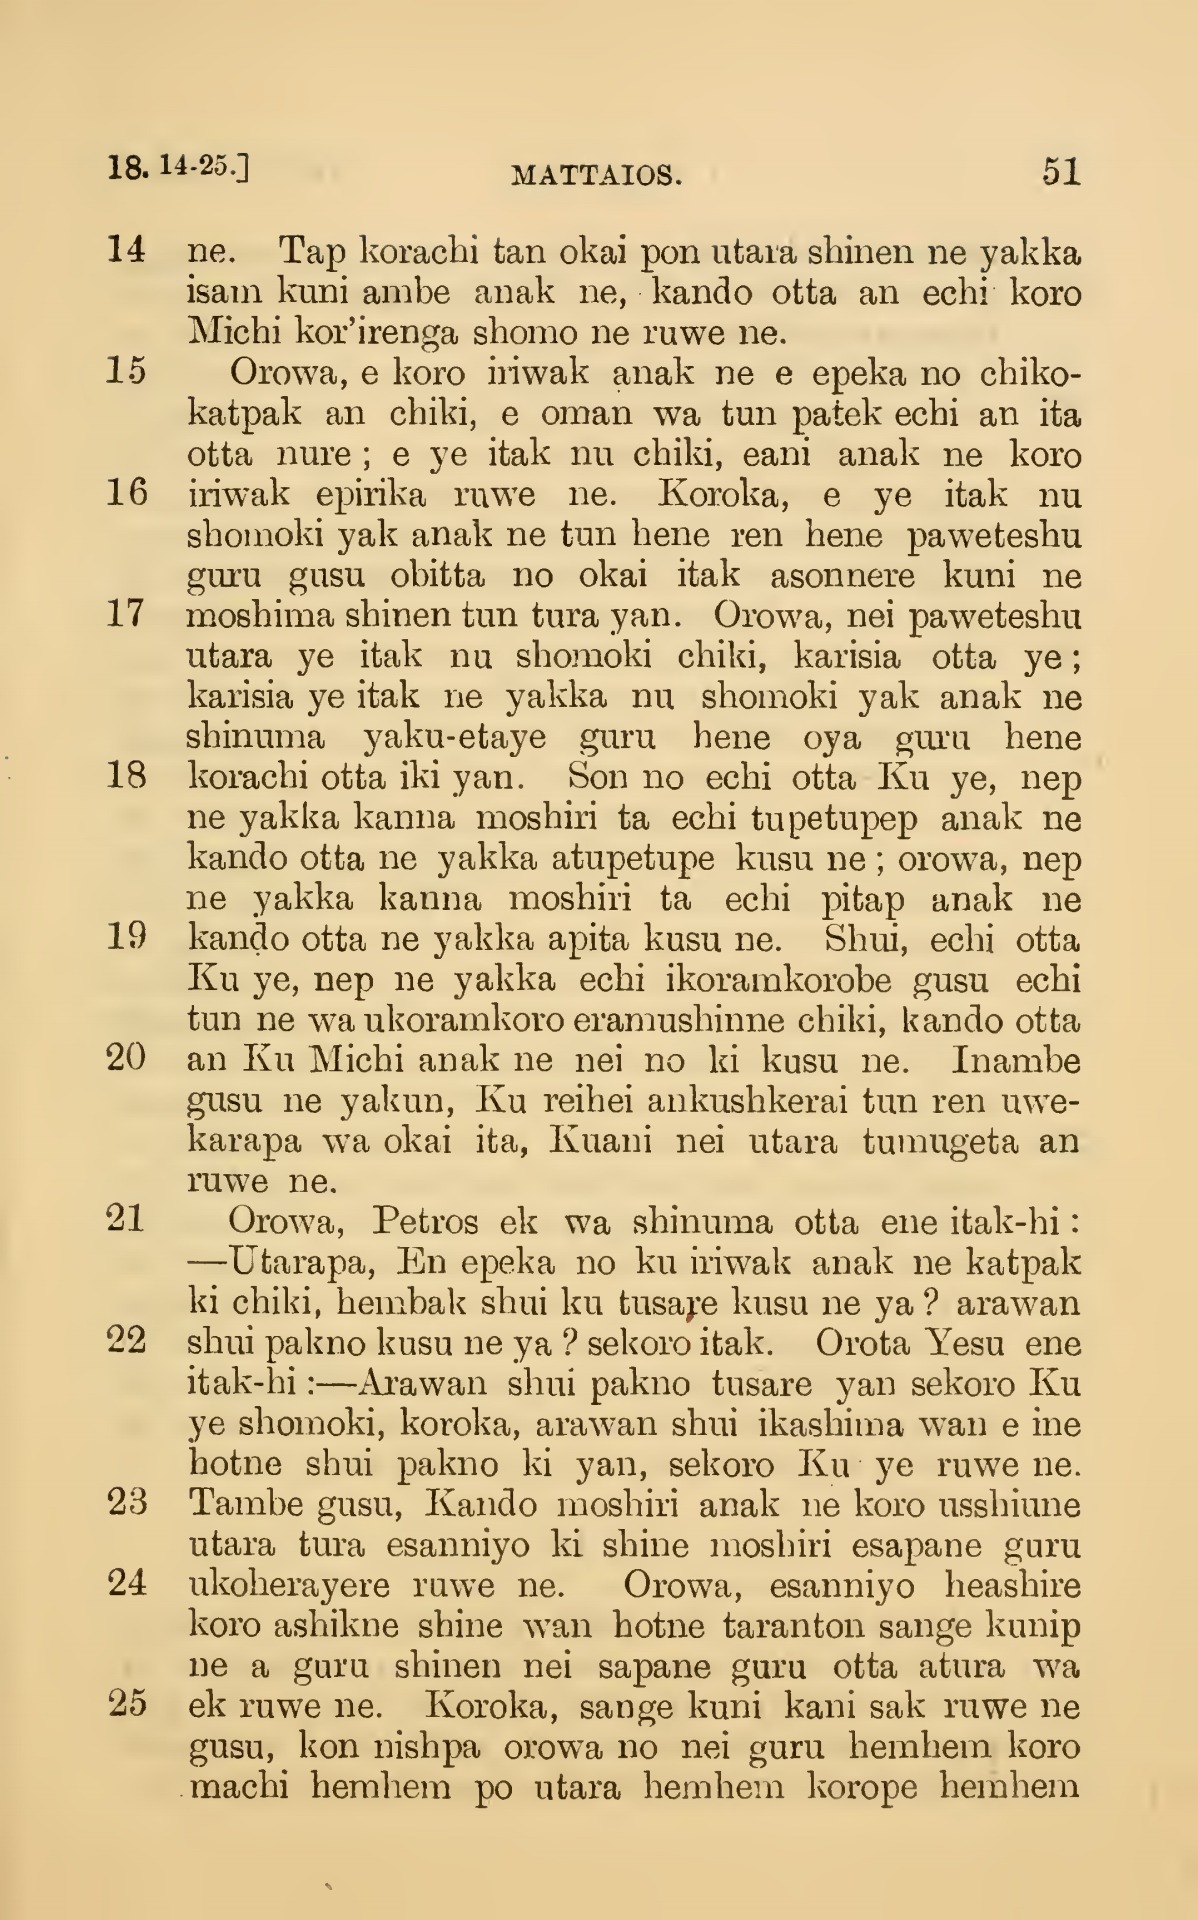 18. 14-25.] MATTAIOS. 51
14 ne. Tap korachi tan okai pon utara shinen ne yakka
isam kuni ambe anak ne, kando otta an echi koro
Michi kor'irenga shomo ne ruwe ne.
15 Orowa, e koro iriwak anak ne e epeka no chiko-
katpak an chiki, e oman wa tun patek echi an ita
otta nure ; e ye itak nu chiki, eani anak ne koro
16 iriwak epirika ruwe ne. Koroka, e ye itak nu
shomoki yak anak ne tun hene ren hene paweteshu
guru gusu obitta no okai itak asonnere kuni ne
17 moshima shinen tun tura yan. Orowa, nei paweteshu
utara ye itak nu shomoki chiki, karisia otta ye ;
karisia ye itak ne yakka nu shomoki yak anak ne
shinuma yaku-etaye guru hene oya guru hene
18 korachi otta iki yan. Son no echi otta Ku ye, nep
ne yakka kanna moshiri ta echi tupetupep anak ne
kando otta ne yakka atupetupe kusu ne ; orowa, nep
ne yakka kanna moshiri ta echi pitap anak ne
19 kando otta ne yakka apita kusu ne. Shui, echi otta
Ku ye, nep ne yakka echi ikoramkorobe gusu echi
tun ne wa ukoramkoro eramushinne chiki, kando otta
20 an Ku Michi anak ne nei no ki kusu ne. Inambe
gusu ne yakun, Ku reihei ankushkerai tun ren uwe-
karapa wa okai ita, Kuani nei utara tumugeta an
ruwe ne.
21 Orowa, Petros ek wa shinuma otta ene itak-hi :
—Utarapa, En epeka no ku iriwak anak ne katpak
ki chiki, hembak shui ku tusare kusu ne ya ? arawan
22 shui pakno kusu ne ya ? sekoro itak. Orota Yesu ene
itak-hi :—Arawan shui pakno tusare yan sekoro Ku
ye shomoki, koroka, arawan shui ikashima wan e ine
hotne shui pakno ki yan, sekoro Ku ye ruwe ne.
23 Tambe gusu, Kando moshiri anak ne koro usshiune
utara tura esanniyo ki shine moshiri esapane guru
24 ukoherayere ruwe ne. Orowa, esanniyo heashire
koro ashikne shine wan hotne taranton sange kunip
ne a guru shinen nei sapane guru otta atura wa
25 ek ruwe ne. Koroka, sange kuni kani sak ruwe ne
gusu, kon nishpa orowa no nei guru hemhem koro
machi hemhem po utara hemhem korope hemhem